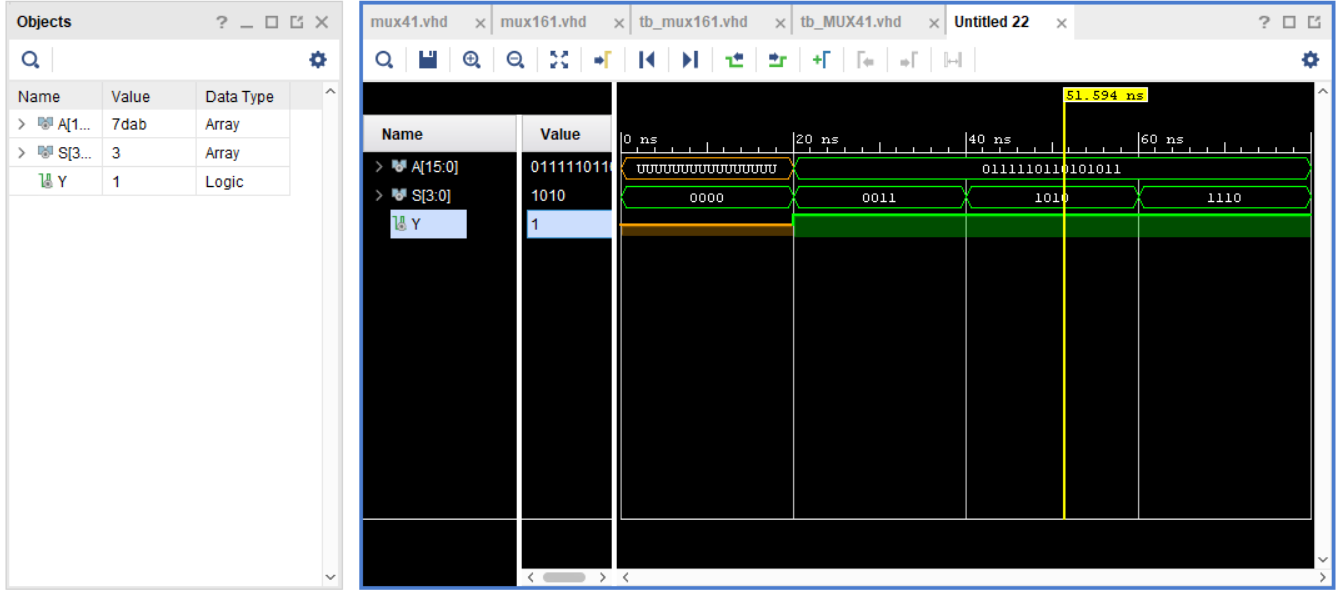 Objects ? _
Name Value Data Type
A[1... 7dab Array
S[3... 3 Array
Y 1 Logic
mux41.vhd mux161.vhd tb_mux161.vhd tb_MUX41.vhd Untitled 22 ?
51.594 ns
Name Value
0 ns 20 ns 40 ns 60 ns
A[15:0] 011111011 UUUUUUUUUUUUUUUU 0111110110101011
S[3:0] 1010 0000 0011 1010 1110
Y 1